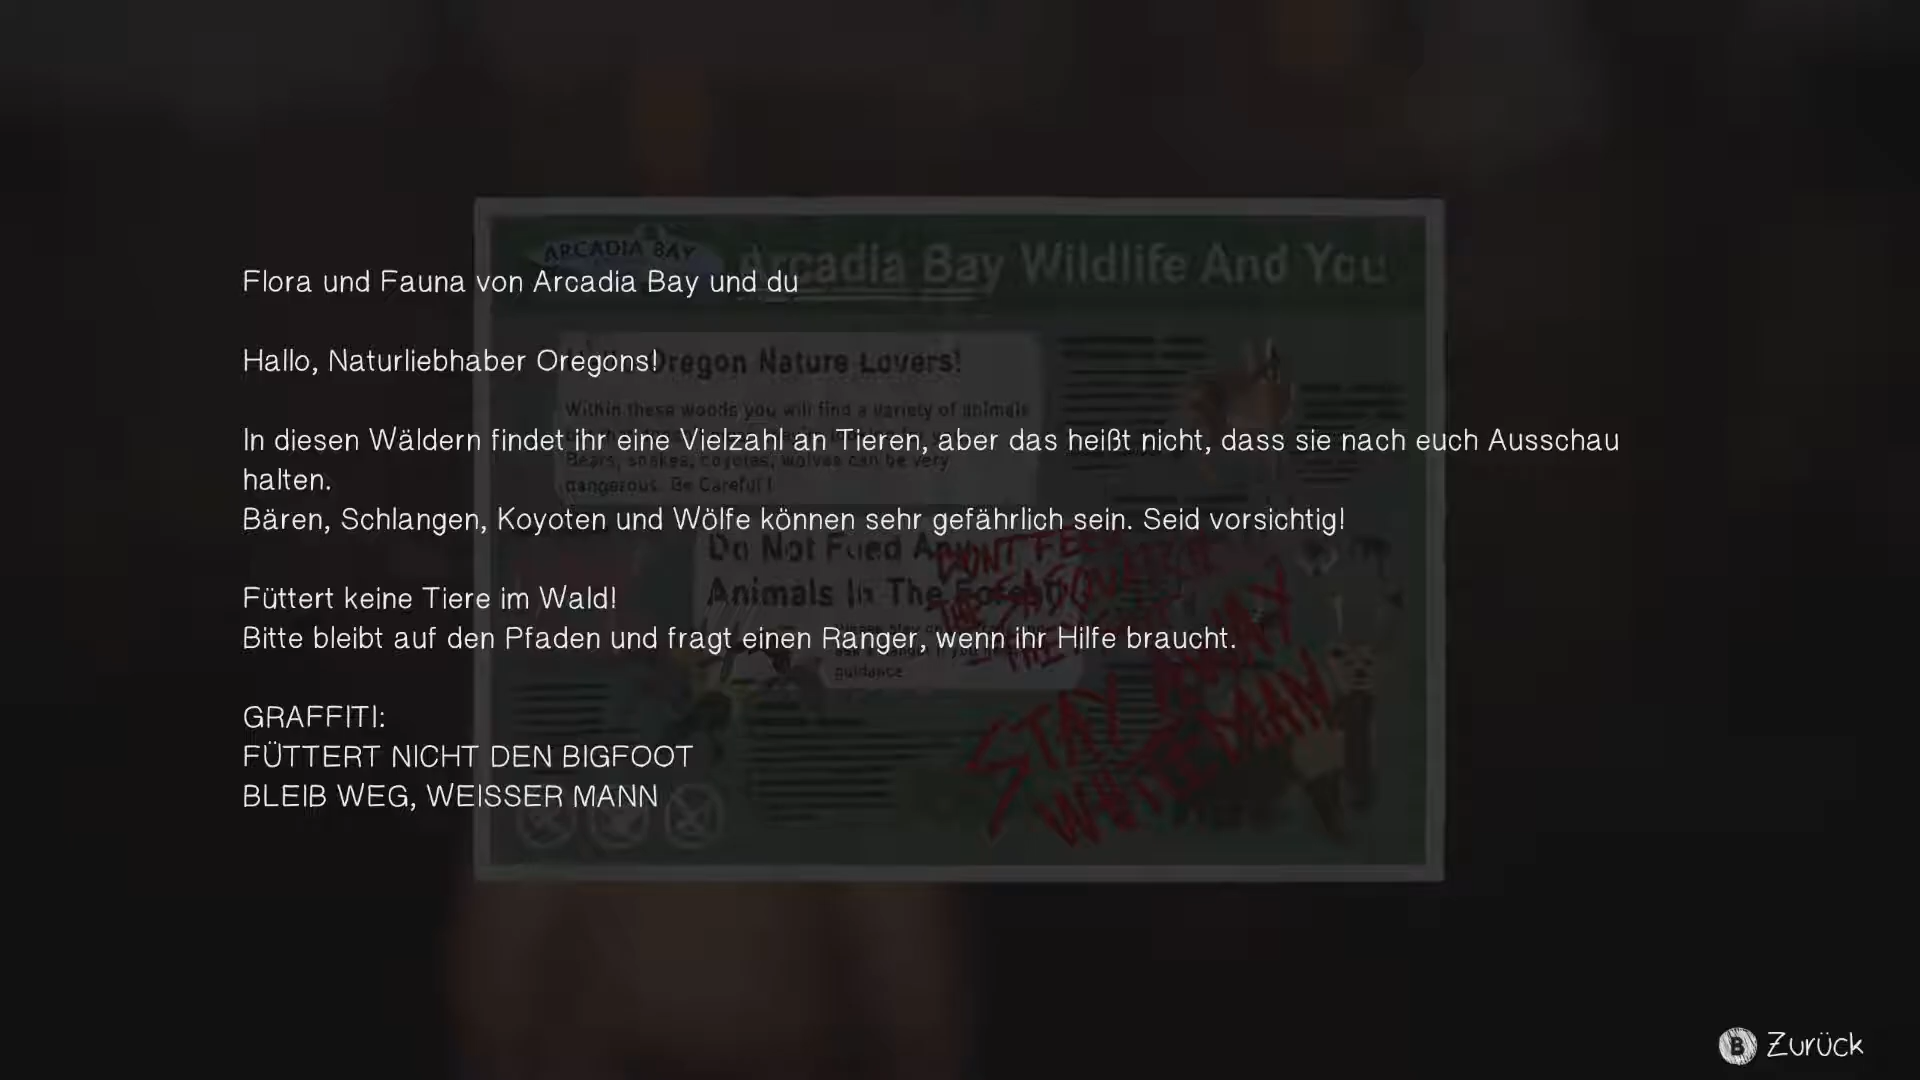 Flora und Fauna von Arcadia Bay und du
Hallo, Naturliebhaber Oregons!
In diesen Wäldern findet ihr eine Vielzahl an Tieren, aber das heißt nicht, dass sie nach euch Ausschau
halten.
Bären, Schlangen, Koyoten und Wölfe können sehr gefährlich sein. Seid vorsichtig!
Füttert keine Tiere im Wald!
Bitte bleibt auf den Pfaden und fragt einen Ranger, wenn ihr Hilfe braucht.
GRAFFITI:
FÜTTERT NICHT DEN BIGFOOT
BLEIB WEG, WEISSER MANN
ARCADIA BAY
Arcadia Bay Wildlife And You
Oregon Nature Lovers!
Within these woods you will find a variety of animals
Bears, snakes, coyotes, wolves can be very
dangerous. Be Careful!
Do Not Feed Any
Animals In The Forest!
guidance
DON'T FEED
THE SASQUATCH
STAY AWAY
WHITE MAN
B Zurück